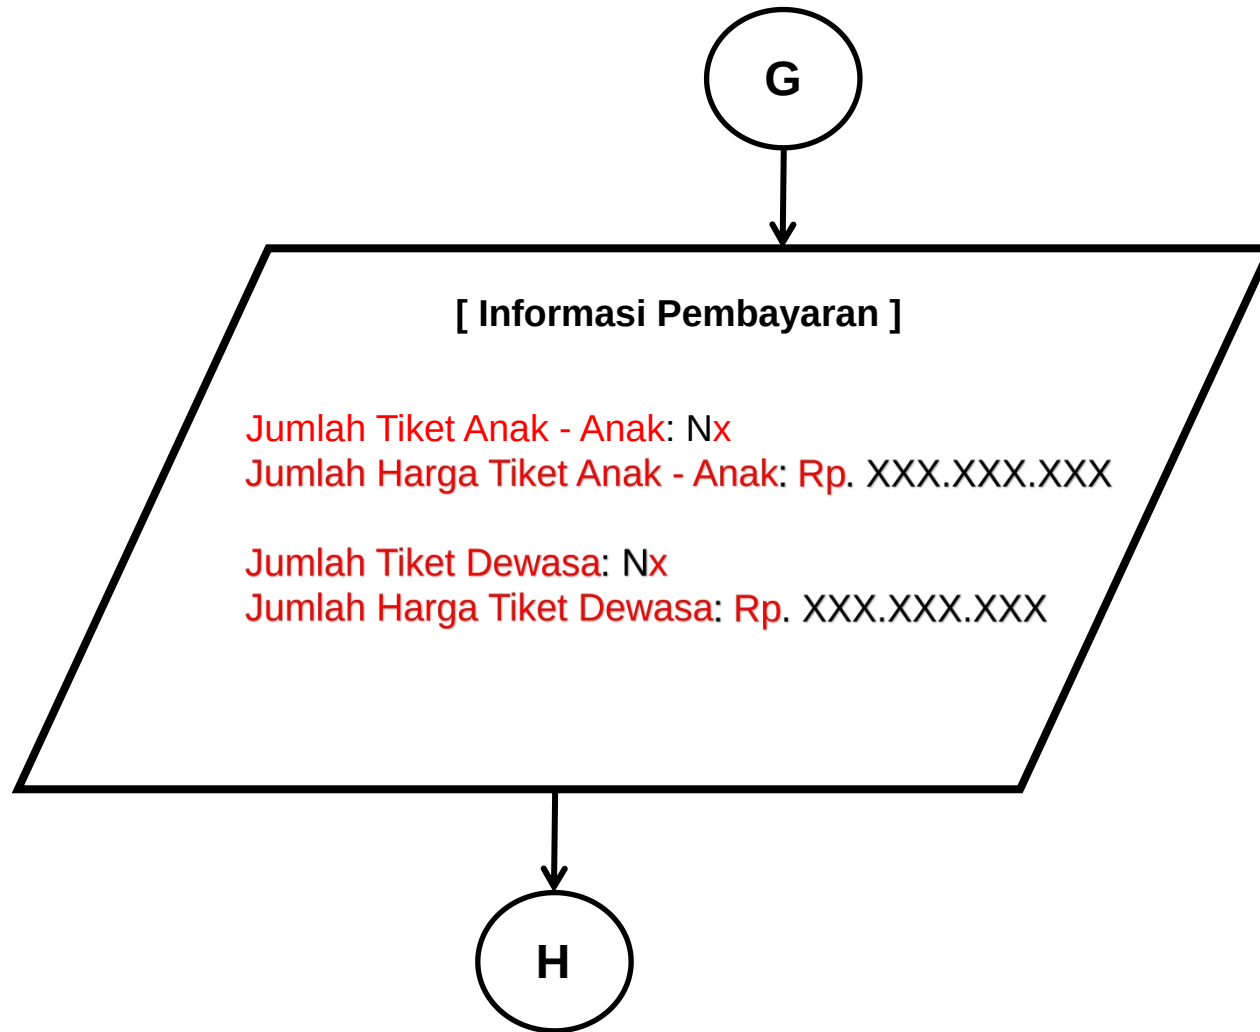 G
[ Informasi Pembayaran ]
Jumlah Tiket Anak - Anak: Nx
Jumlah Harga Tiket Anak - Anak: Rp. XXX.XXX.XXX
Jumlah Tiket Dewasa: Nx
Jumlah Harga Tiket Dewasa: Rp. XXX.XXX.XXX
H